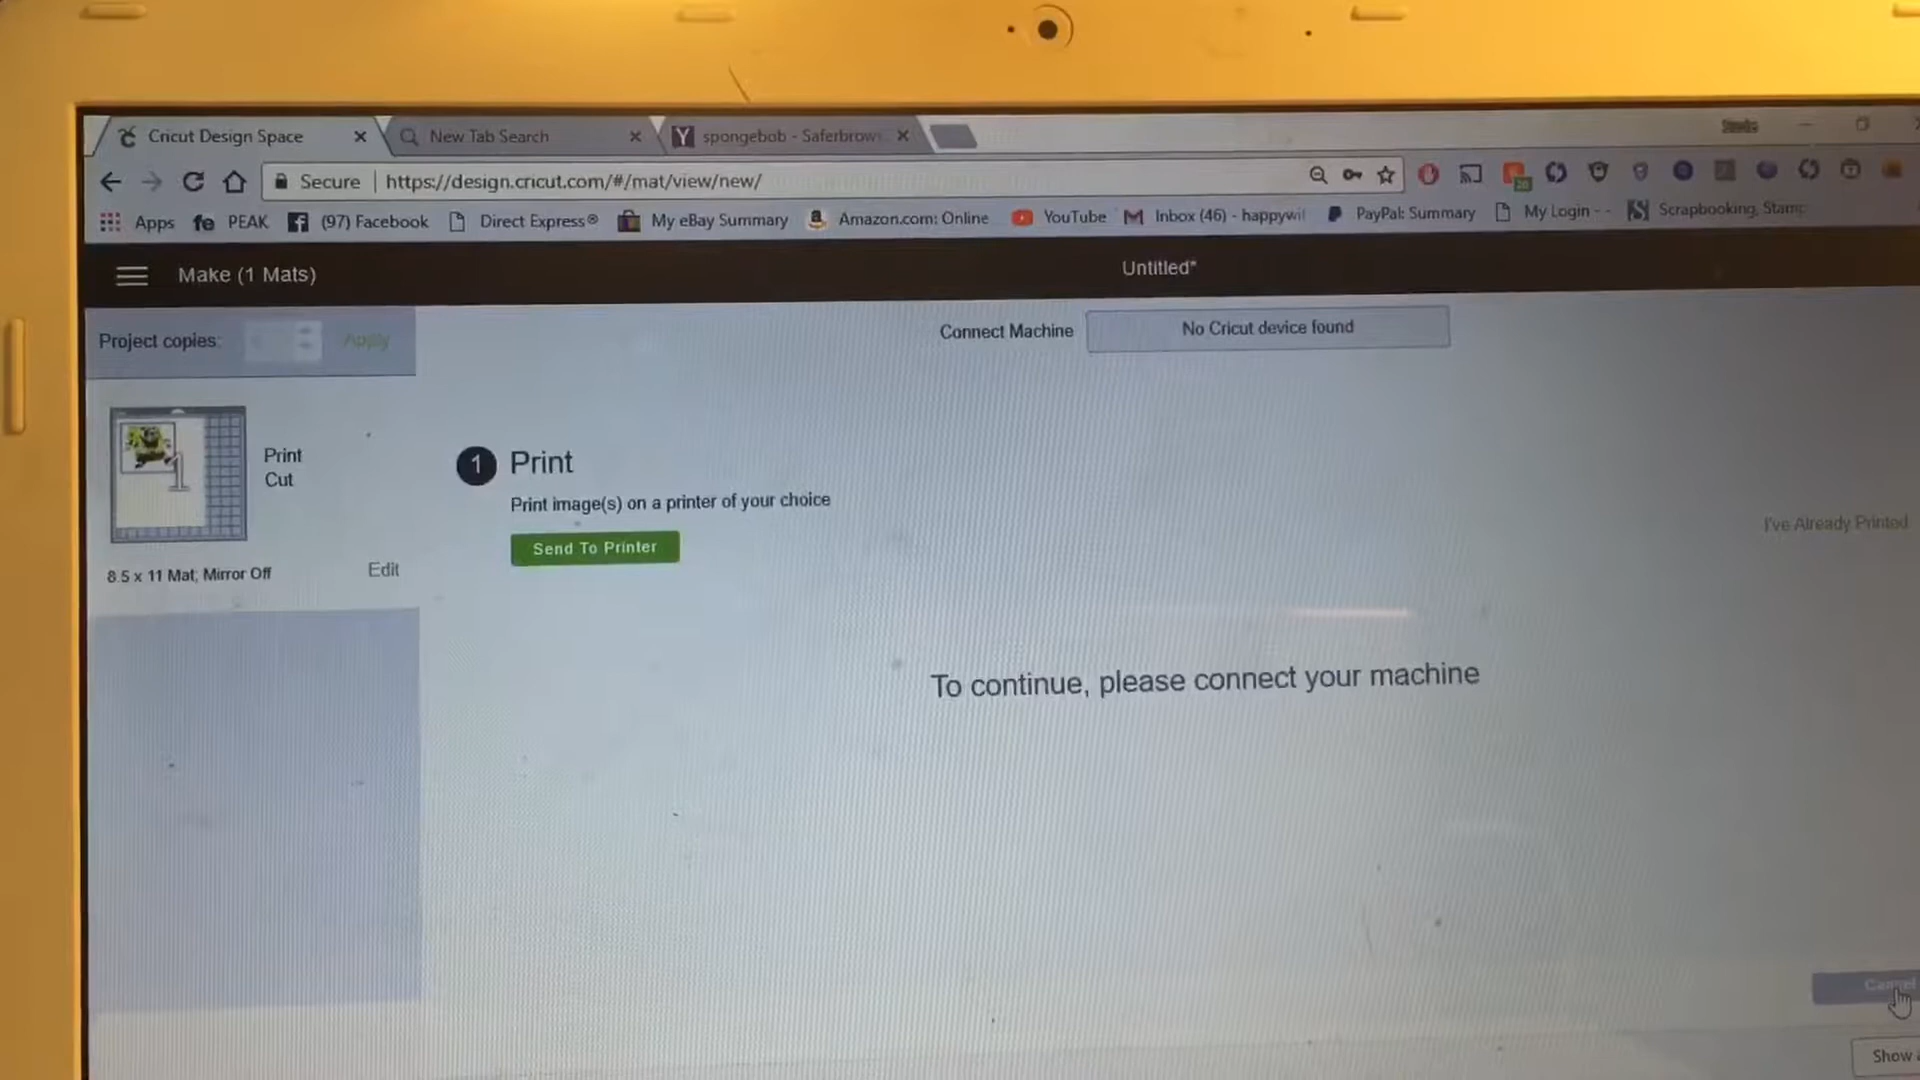 Cricut Design Space
New Tab Search
spongebob - Saferbrows
Secure
https://design.cricut.com/#/mat/view/new/
Apps
PEAK
(97) Facebook
Direct Express®
My eBay Summary
Amazon.com: Online
YouTube
Inbox (46) - happywil
PayPal: Summary
My Login - -
Scrapbooking, Stamp
Make (1 Mats)
Untitled*
Project copies:
Apply
Connect Machine
No Cricut device found
1
Print
Cut
8.5 x 11 Mat, Mirror Off
Edit
1
Print
Print image(s) on a printer of your choice
Send To Printer
I've Already Printed
To continue, please connect your machine
Cancel
Show